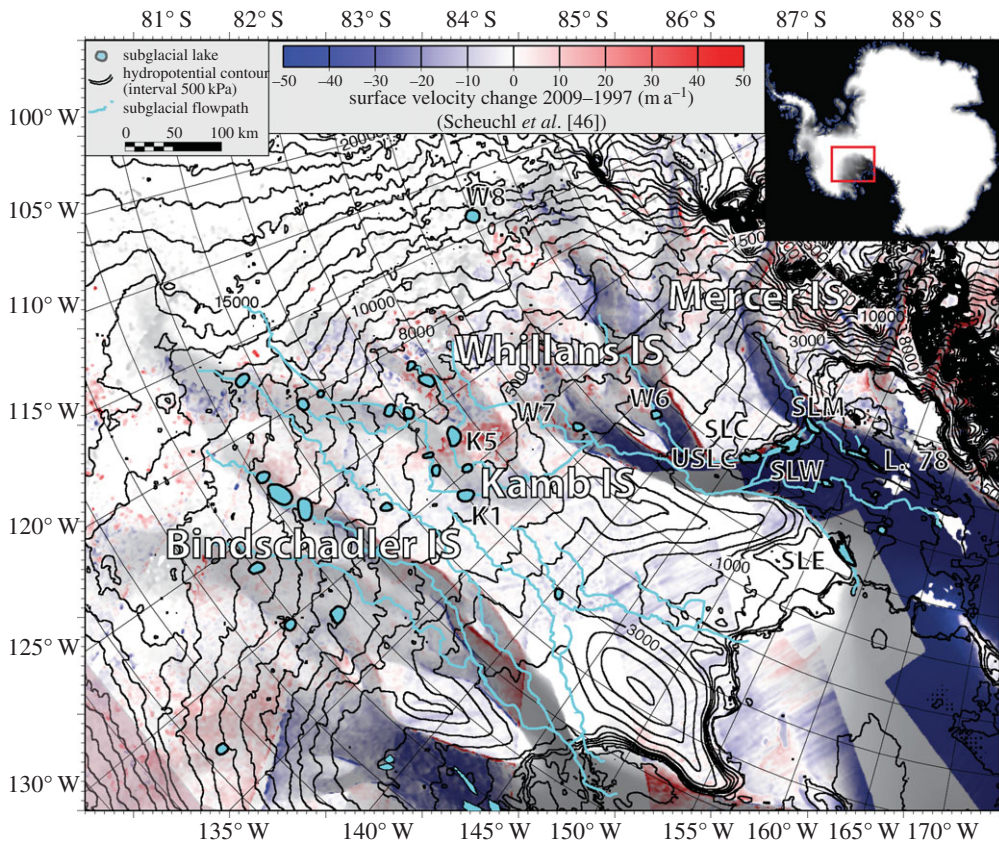 81° S 82° S 83° S 84° S 85° S 86° S 87° S 88° S
subglacial lake
hydropotential contour
(interval 500 kPa)
subglacial flowpath
0 50 100 km
–50 –40 –30 –20 –10 0 10 20 30 40 50
surface velocity change 2009–1997 (m a⁻¹)
(Scheuchl et al. [46])
100° W
105° W
110° W
115° W
120° W
125° W
130° W
W8
1500
15000
10000
8000
Mercer IS
10000
3000
8000
Whillans IS
W7
W6
SLM
SLC
K5
USLC
SLW
L. 78
Kamb IS
K1
Bindschadler IS
SLE
1000
3000
135° W 140° W 145° W 150° W 155° W 160° W 165° W 170° W